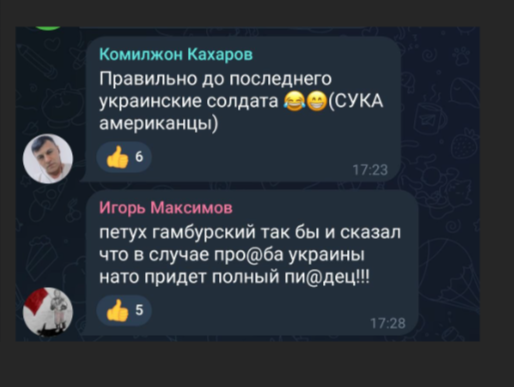 Комилжон Кахаров
Правильно до последнего
украинские солдата 😂😁(СУКА
американцы)
👍 6
17:23
Игорь Максимов
петух гамбурский так бы и сказал
что в случае про@ба украины
нато придет полный пи@дец!!!
👍 5
17:28